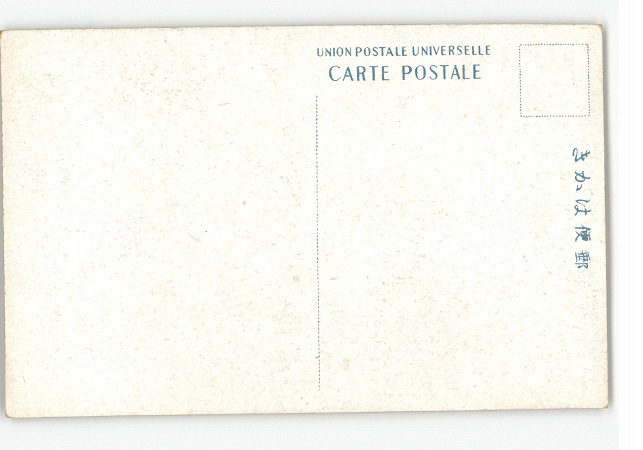 UNION POSTALE UNIVERSELLE
CARTE POSTALE
きかは便郵